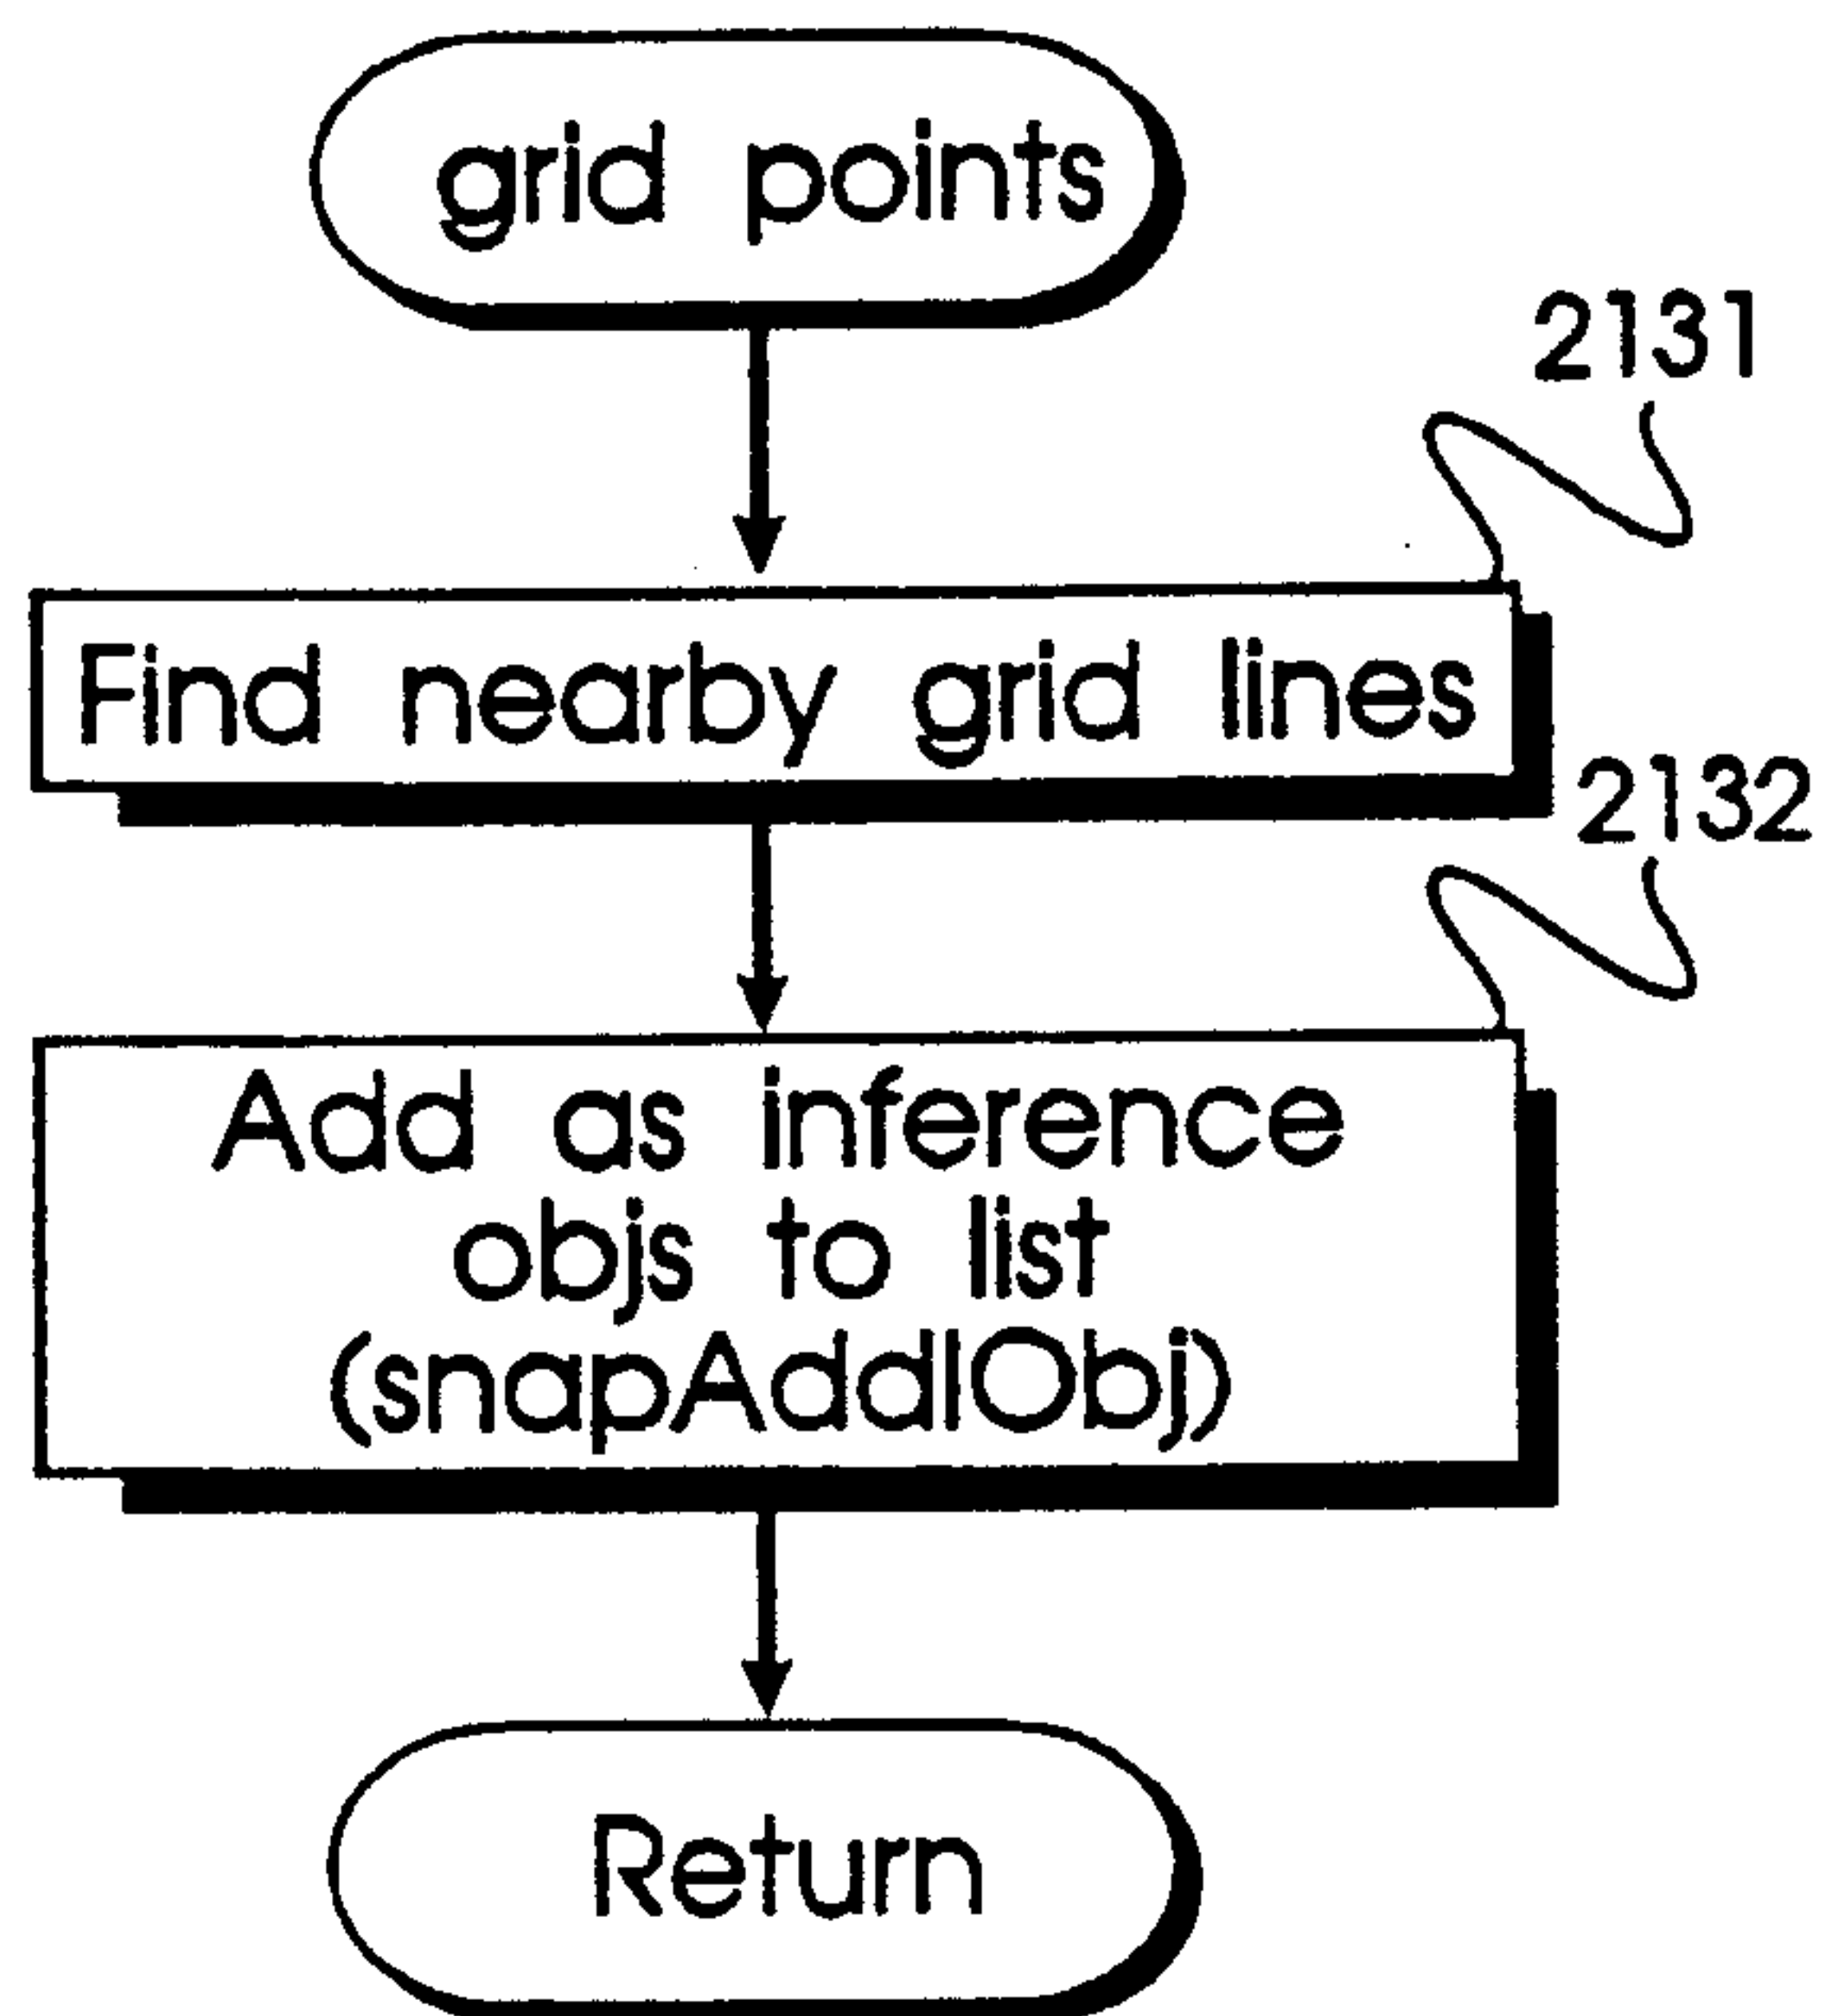 grid points
2131
Find nearby grid lines
2132
Add as inference
objs to list
(snapAddIObj)
Return